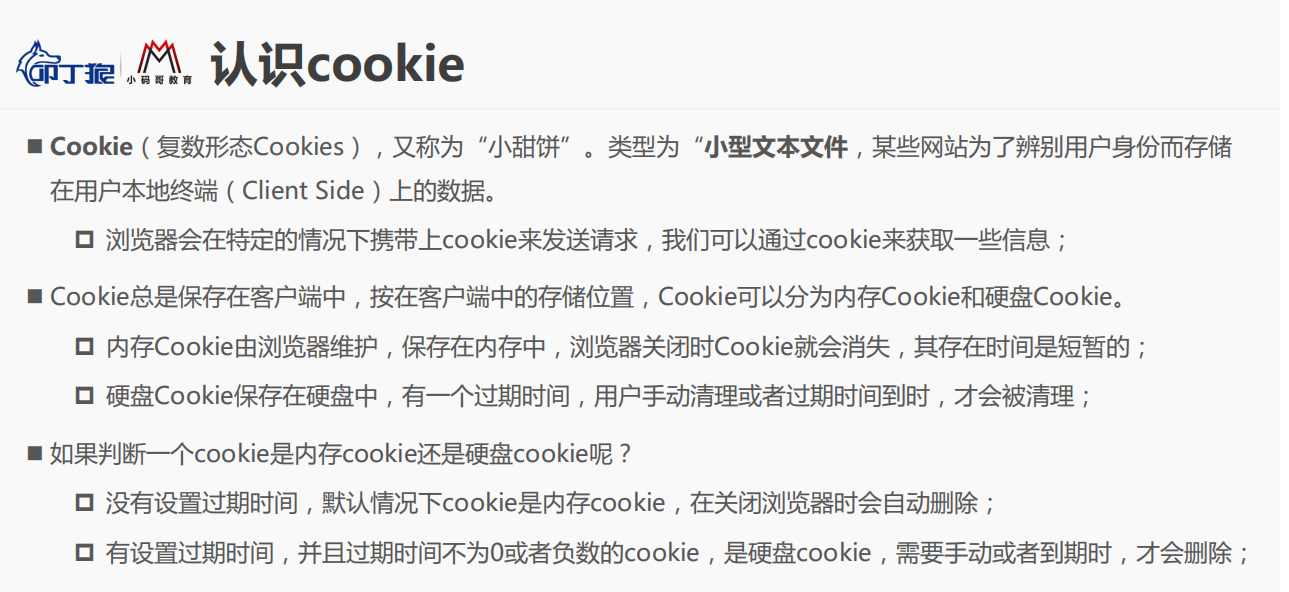 叩丁狼 小码哥教育 认识cookie
■ Cookie（复数形态Cookies），又称为“小甜饼”。类型为“小型文本文件，某些网站为了辨别用户身份而存储
在用户本地终端（Client Side）上的数据。
浏览器会在特定的情况下携带上cookie来发送请求，我们可以通过cookie来获取一些信息；
■ Cookie总是保存在客户端中，按在客户端中的存储位置，Cookie可以分为内存Cookie和硬盘Cookie。
内存Cookie由浏览器维护，保存在内存中，浏览器关闭时Cookie就会消失，其存在时间是短暂的；
硬盘Cookie保存在硬盘中，有一个过期时间，用户手动清理或者过期时间到时，才会被清理；
■ 如果判断一个cookie是内存cookie还是硬盘cookie呢？
没有设置过期时间，默认情况下cookie是内存cookie，在关闭浏览器时会自动删除；
有设置过期时间，并且过期时间不为0或者负数的cookie，是硬盘cookie，需要手动或者到期时，才会删除；